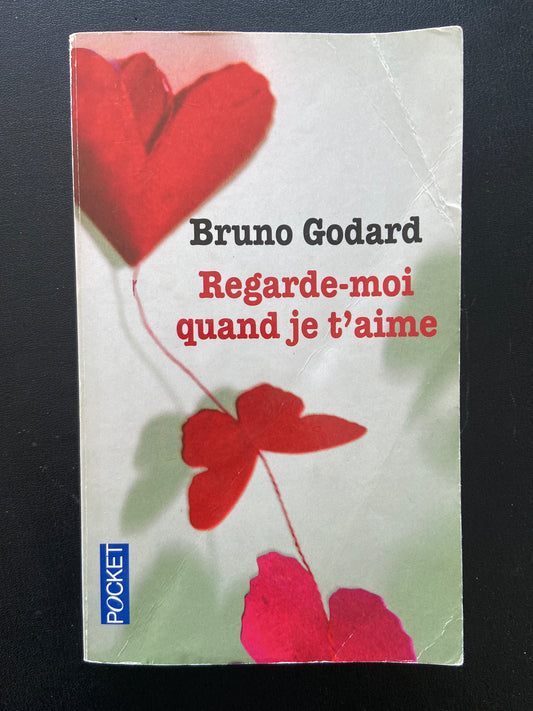 Bruno Godard
Regarde-moi
quand je t'aime
POCKET